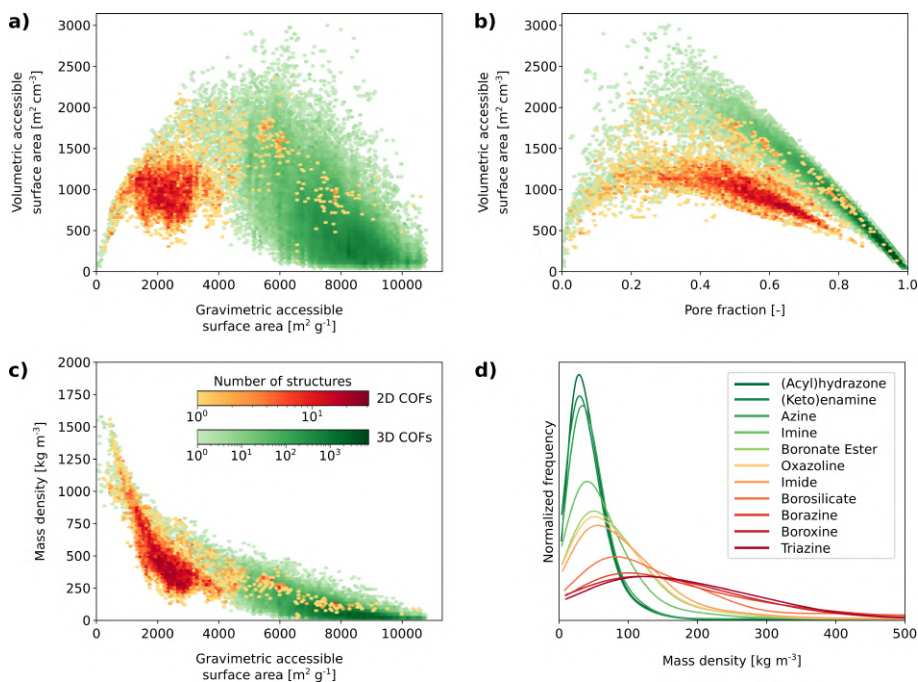 a)
3000
2500
2000
1500
1000
500
0
Volumetric accessible
surface area [m² cm⁻³]
0 2000 4000 6000 8000 10000
Gravimetric accessible
surface area [m² g⁻¹]
b)
3000
2500
2000
1500
1000
500
0
Volumetric accessible
surface area [m² cm⁻³]
0.0 0.2 0.4 0.6 0.8 1.0
Pore fraction [-]
c)
2000
1750
1500
1250
1000
750
500
250
0
Mass density [kg m⁻³]
Number of structures
2D COFs
10⁰ 10¹
3D COFs
10⁰ 10¹ 10² 10³
0 2000 4000 6000 8000 10000
Gravimetric accessible
surface area [m² g⁻¹]
d)
Normalized frequency
(Acyl)hydrazone
(Keto)enamine
Azine
Imine
Boronate Ester
Oxazoline
Imide
Borosilicate
Borazine
Boroxine
Triazine
0 100 200 300 400 500
Mass density [kg m⁻³]